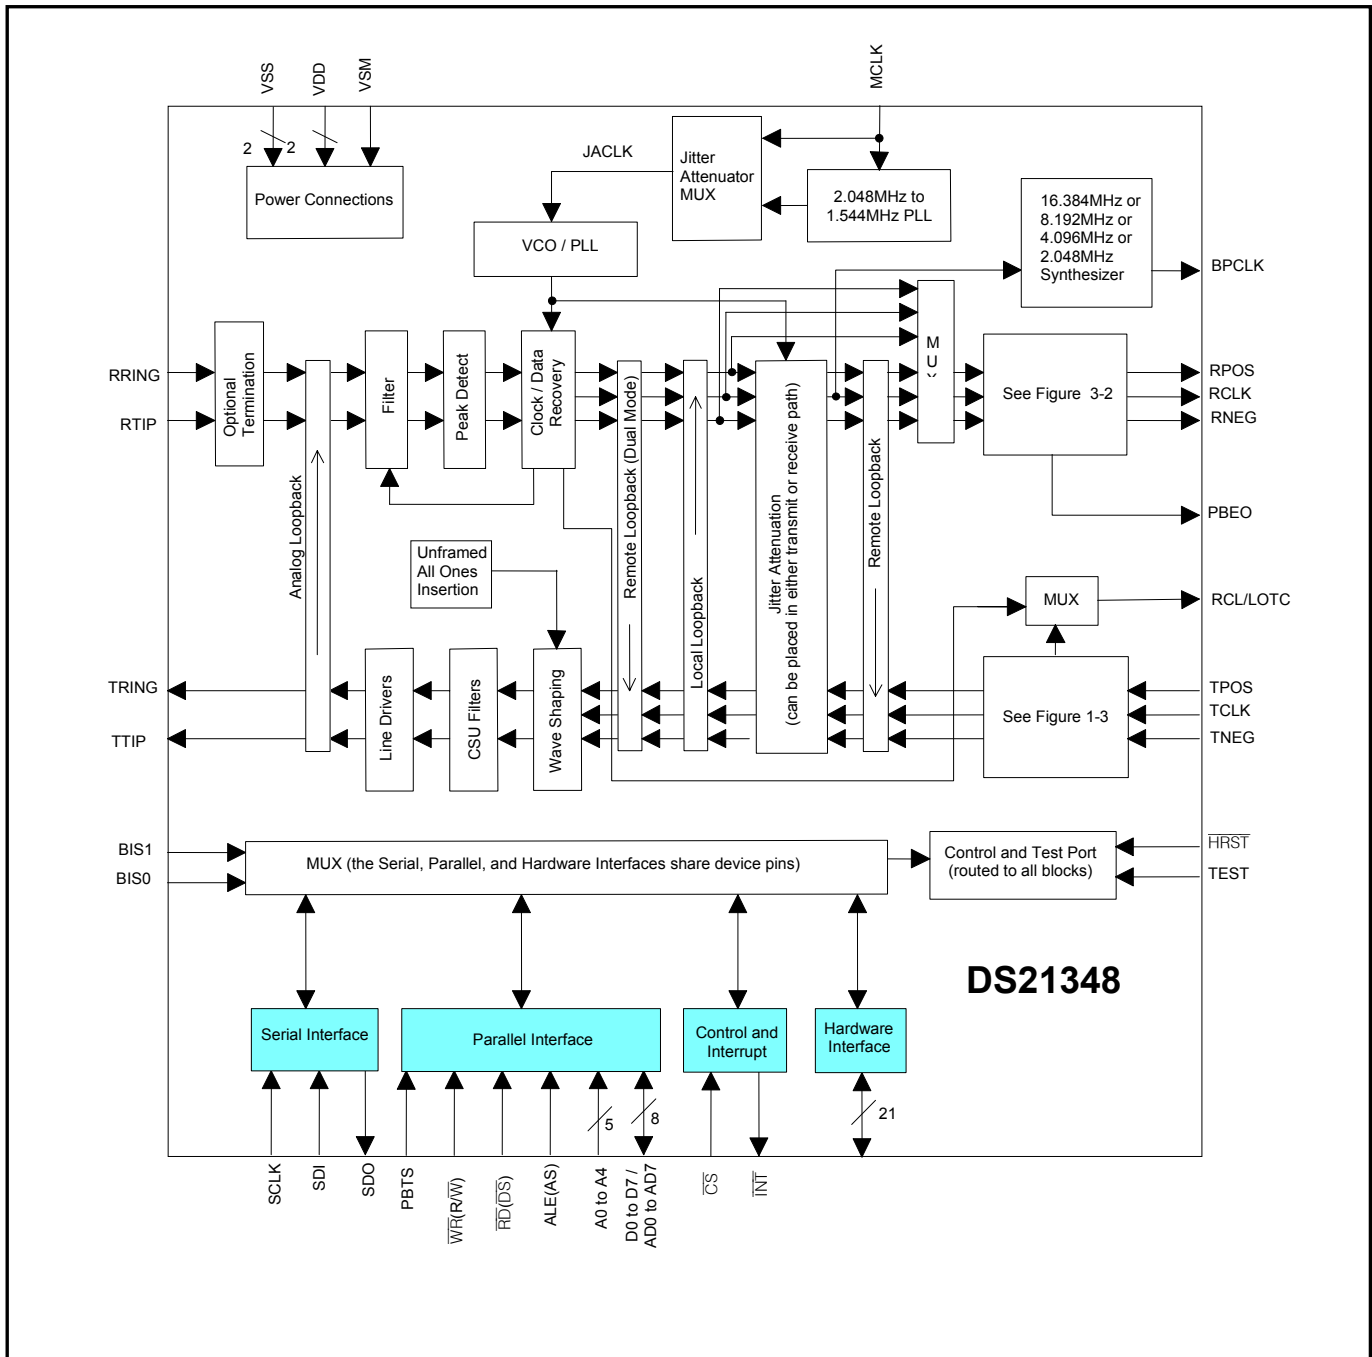 VSS
VDD
VSM
MCLK
2
2
Power Connections
JACLK
Jitter
Attenuator
MUX
2.048MHz to
1.544MHz PLL
VCO / PLL
16.384MHz or
8.192MHz or
4.096MHz or
2.048MHz
Synthesizer
BPCLK
RRING
RTIP
Optional
Termination
Analog Loopback
Filter
Peak Detect
Clock / Data
Recovery
Remote Loopback (Dual Mode)
Local Loopback
Jitter Attenuation
(can be placed in either transmit or receive path)
Remote Loopback
MUX
See Figure 3-2
RPOS
RCLK
RNEG
PBEO
Unframed
All Ones
Insertion
MUX
RCL/LOTC
TRING
TTIP
Line Drivers
CSU Filters
Wave Shaping
See Figure 1-3
TPOS
TCLK
TNEG
BIS1
BIS0
MUX (the Serial, Parallel, and Hardware Interfaces share device pins)
Control and Test Port
(routed to all blocks)
H̅R̅S̅T̅
TEST
DS21348
Serial Interface
Parallel Interface
Control and
Interrupt
Hardware
Interface
5
8
21
SCLK
SDI
SDO
PBTS
W̅R̅(R/W̅)
R̅D̅(D̅S̅)
ALE(AS)
A0 to A4
D0 to D7 /
AD0 to AD7
C̅S̅
I̅N̅T̅